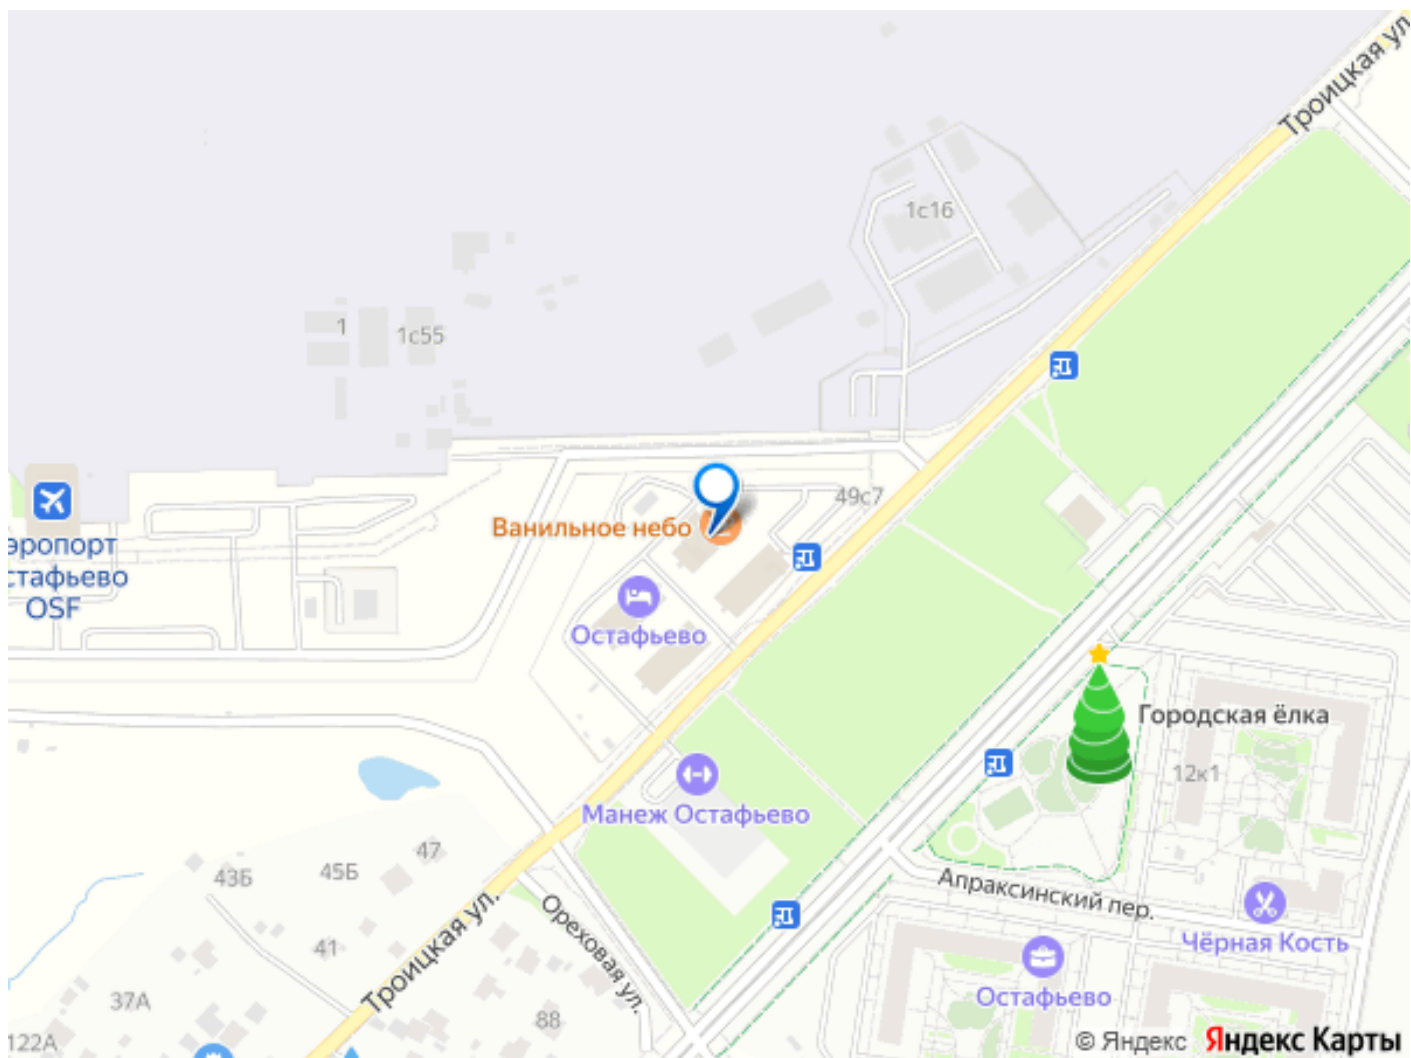 Троицкая ул.
1с16
1
1с55
49с7
Ванильное небо
эропорт
стафьево
OSF
Остафьево
Городская ёлка
12к1
Манеж Остафьево
47
45Б
43Б
41
37А
122А
Троицкая ул.
Ореховая ул.
88
Апраксинский пер.
Чёрная Кость
Остафьево
© Яндекс Яндекс Карты